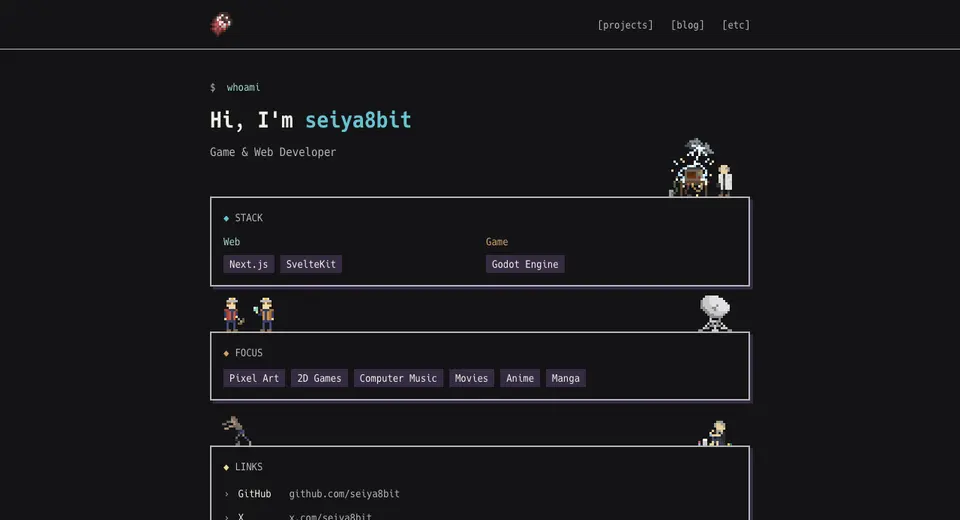 [projects] [blog] [etc]
$ whoami
Hi, I'm seiya8bit
Game & Web Developer
◆ STACK
Web Game
Next.js SvelteKit Godot Engine
◆ FOCUS
Pixel Art 2D Games Computer Music Movies Anime Manga
◆ LINKS
› GitHub github.com/seiya8bit
› X x.com/seiya8bit